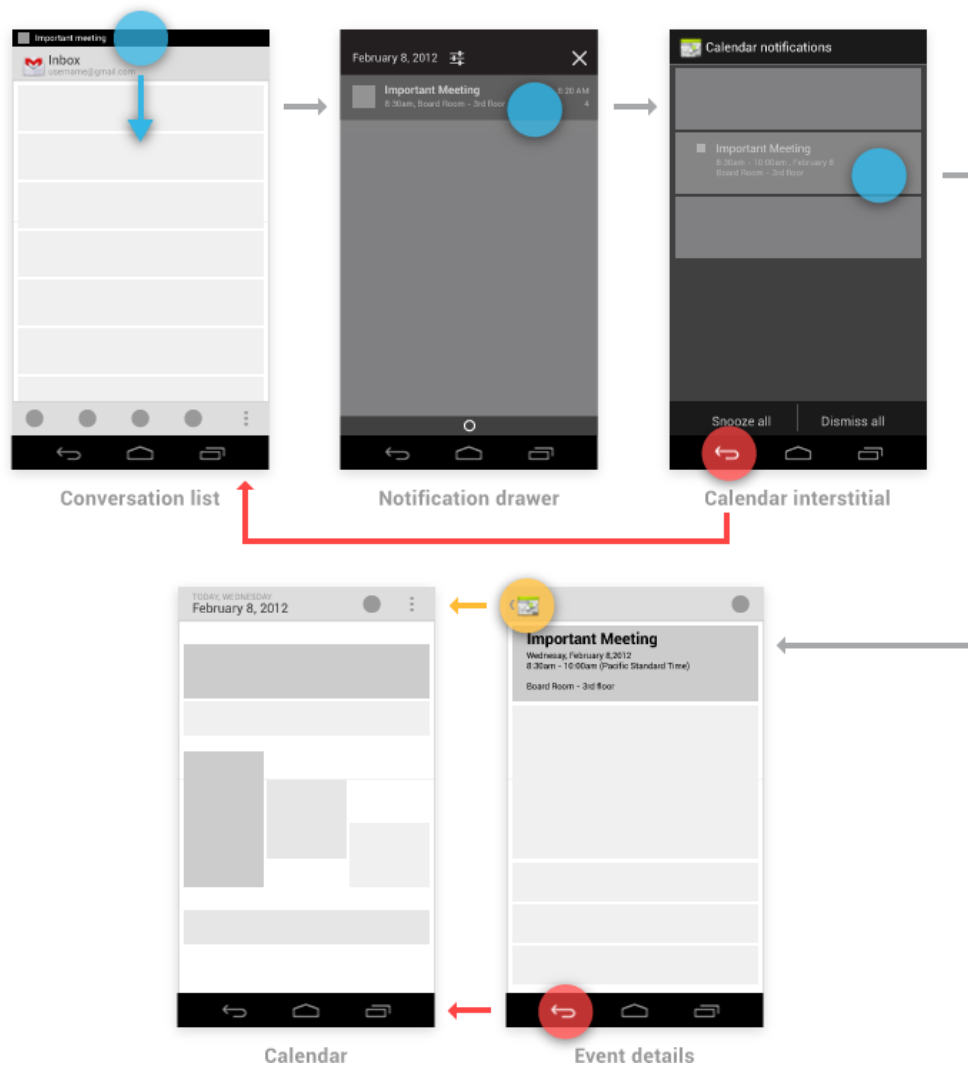 Important meeting
Inbox
username@gmail.com
Conversation list
February 8, 2012
Important Meeting
8:20 AM
8:30am, Board Room - 3rd floor
4
Notification drawer
Calendar notifications
Important Meeting
8:30am - 10:00am, February 8
Board Room - 3rd floor
Snooze all
Dismiss all
Calendar interstitial
TODAY, WEDNESDAY
February 8, 2012
Calendar
Important Meeting
Wednesay, February 8,2012
8:30am - 10:00am (Pacific Standard Time)
Board Room - 3rd floor
Event details